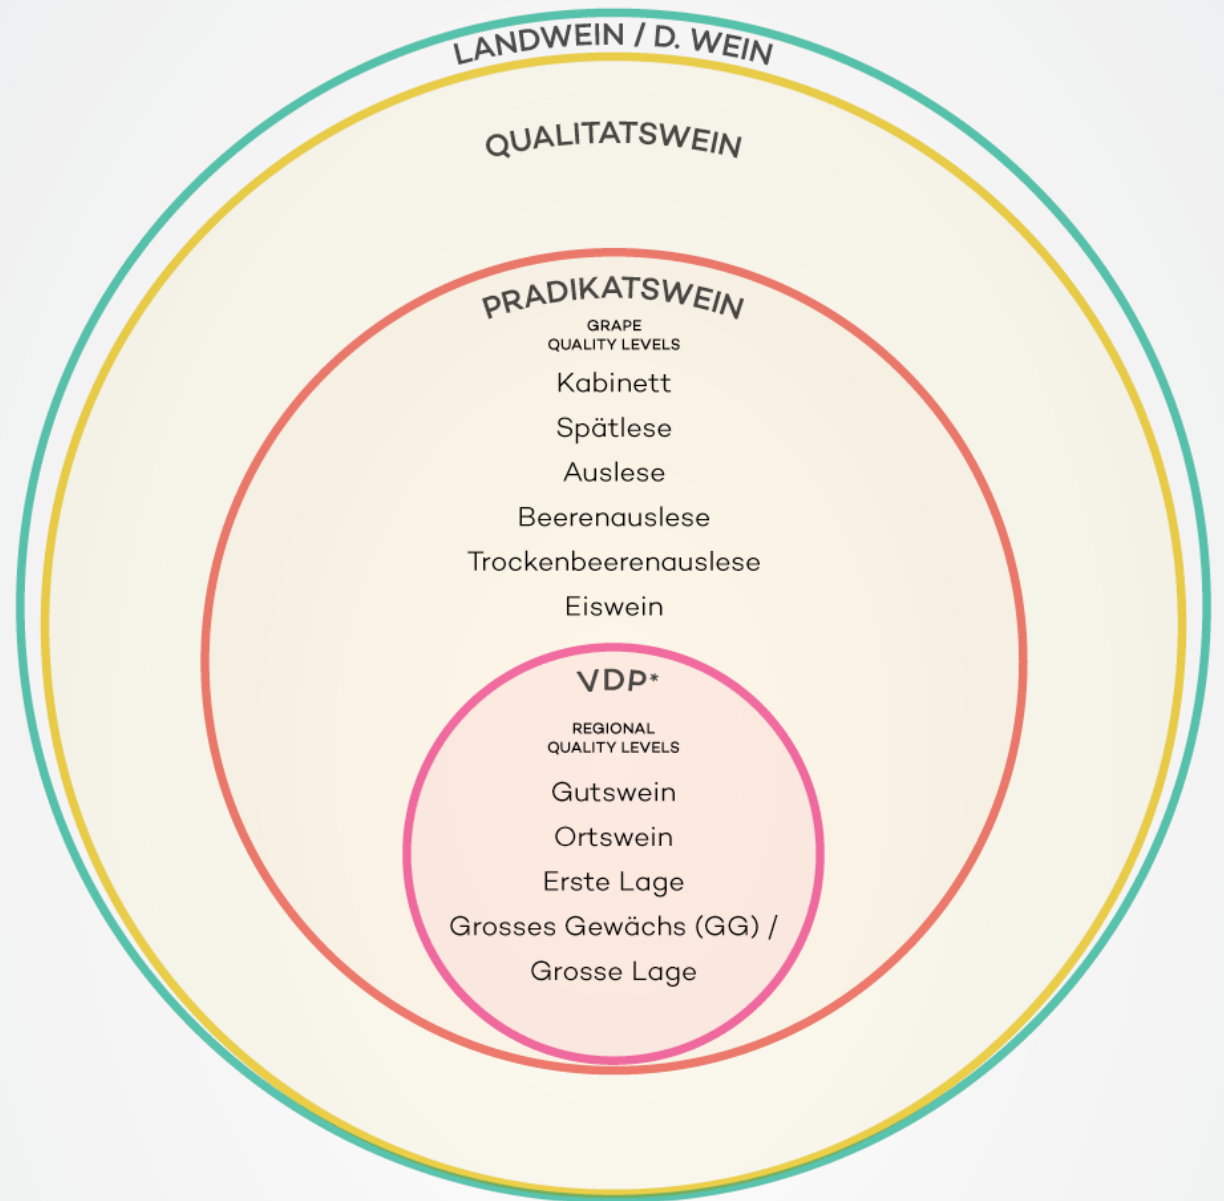 LANDWEIN / D. WEIN
QUALITATSWEIN
PRADIKATSWEIN
GRAPE
QUALITY LEVELS
Kabinett
Spätlese
Auslese
Beerenauslese
Trockenbeerenauslese
Eiswein
VDP*
REGIONAL
QUALITY LEVELS
Gutswein
Ortswein
Erste Lage
Grosses Gewächs (GG) /
Grosse Lage